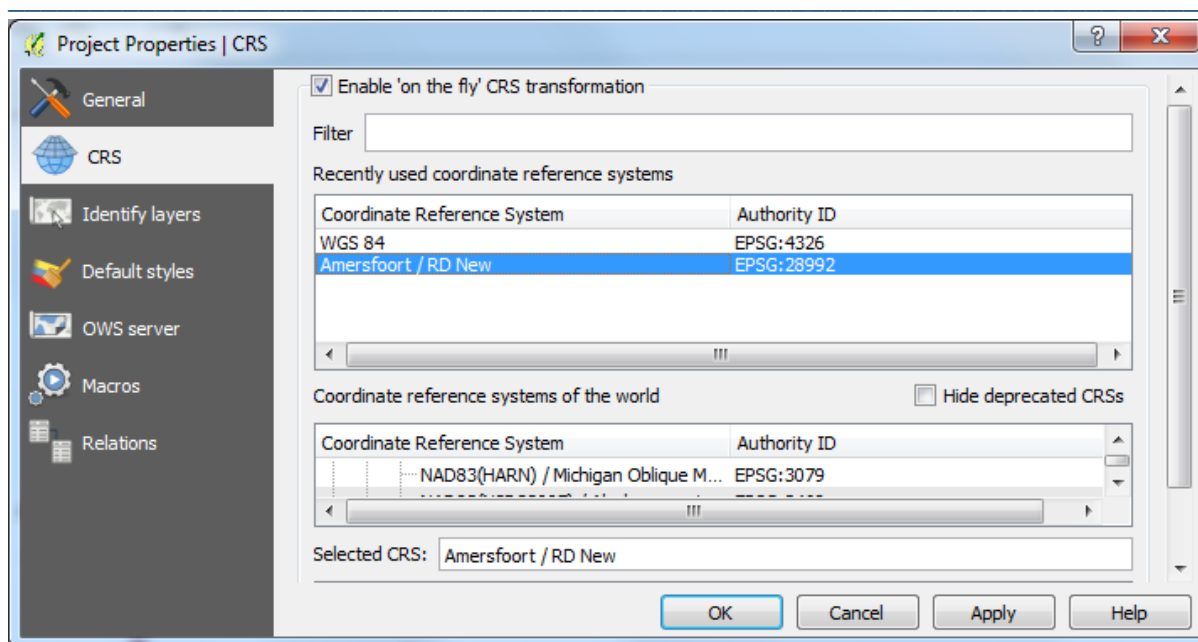 Project Properties | CRS
General
CRS
Identify layers
Default styles
OWS server
Macros
Relations
Enable 'on the fly' CRS transformation
Filter
Recently used coordinate reference systems
Coordinate Reference System Authority ID
WGS 84 EPSG:4326
Amersfoort / RD New EPSG:28992
Coordinate reference systems of the world Hide deprecated CRSs
Coordinate Reference System Authority ID
NAD83(HARN) / Michigan Oblique M... EPSG:3079
Selected CRS: Amersfoort / RD New
OK Cancel Apply Help